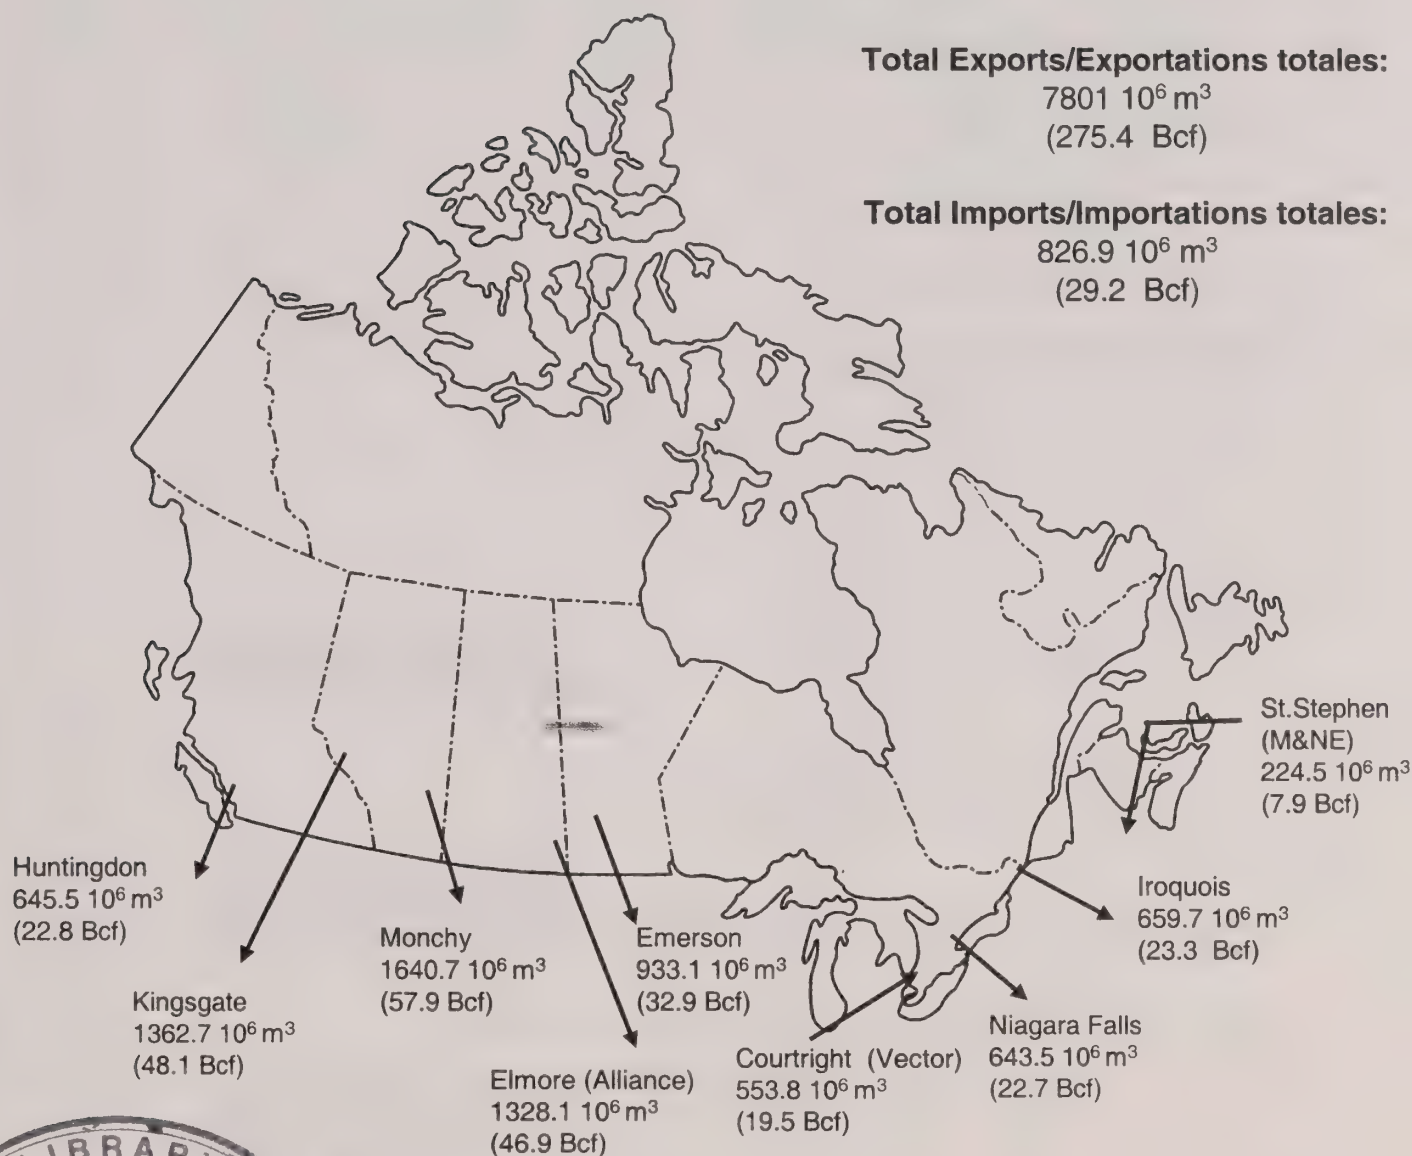 Total Exports/Exportations totales:
7801 10⁶ m³
(275.4 Bcf)
Total Imports/Importations totales:
826.9 10⁶ m³
(29.2 Bcf)
St.Stephen
(M&NE)
224.5 10⁶ m³
(7.9 Bcf)
Huntingdon
645.5 10⁶ m³
(22.8 Bcf)
Iroquois
659.7 10⁶ m³
(23.3 Bcf)
Monchy
1640.7 10⁶ m³
(57.9 Bcf)
Emerson
933.1 10⁶ m³
(32.9 Bcf)
Kingsgate
1362.7 10⁶ m³
(48.1 Bcf)
Niagara Falls
643.5 10⁶ m³
(22.7 Bcf)
Courtright (Vector)
553.8 10⁶ m³
(19.5 Bcf)
Elmore (Alliance)
1328.1 10⁶ m³
(46.9 Bcf)